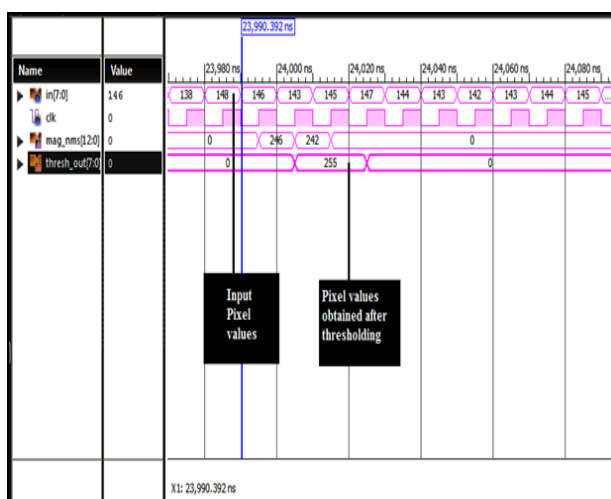 23,990.392 ns
Name
Value
23,980 ns
24,000 ns
24,020 ns
24,040 ns
24,060 ns
24,080 ns
in[7:0]
146
138
148
146
143
145
147
144
143
142
143
144
145
...
clk
0
mag_nms[12:0]
0
0
246
242
0
thresh_out[7:0]
0
0
255
0
Input
Pixel
values
Pixel values
obtained after
thresholding
X1: 23,990.392 ns